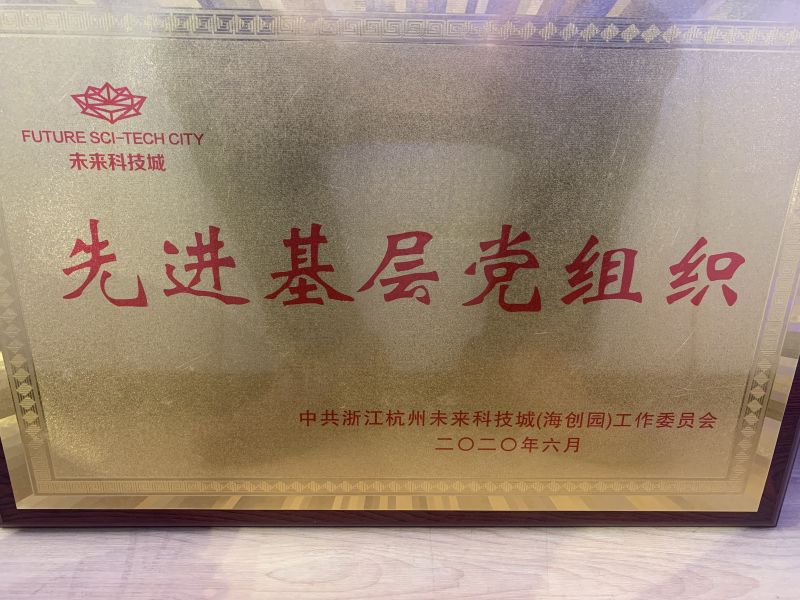 FUTURE SCI-TECH CITY
未来科技城
先进基层党组织
中共浙江杭州未来科技城(海创园)工作委员会
二〇二〇年六月